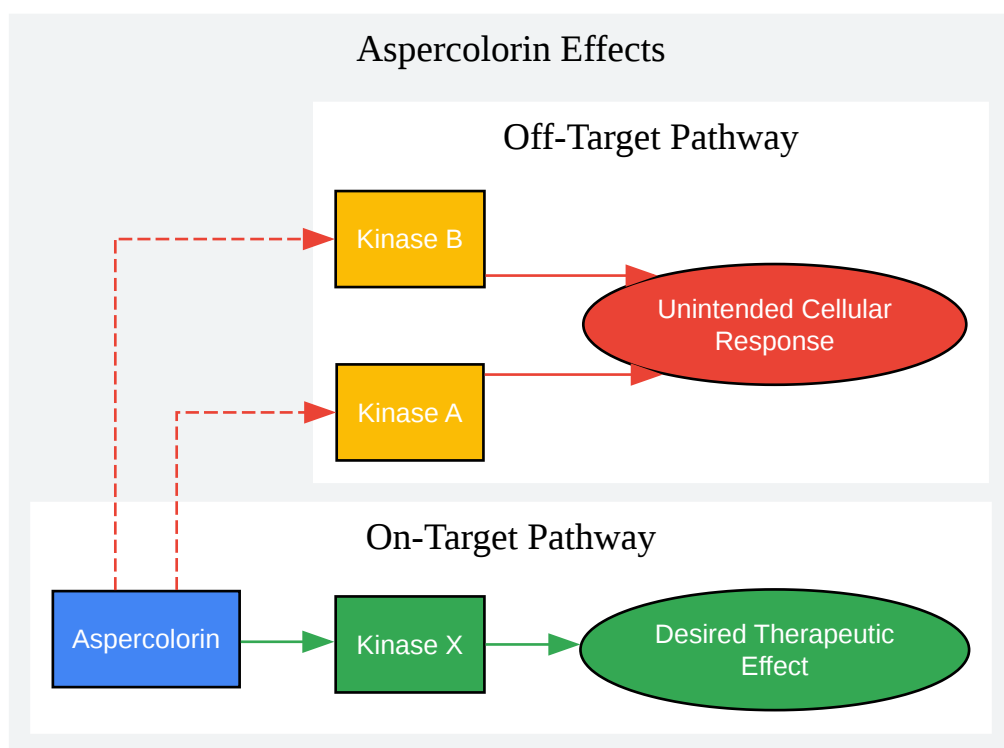 Aspercolorin Effects
Off-Target Pathway
Kinase B
Unintended Cellular
Response
Kinase A
On-Target Pathway
Aspercolorin
Kinase X
Desired Therapeutic
Effect